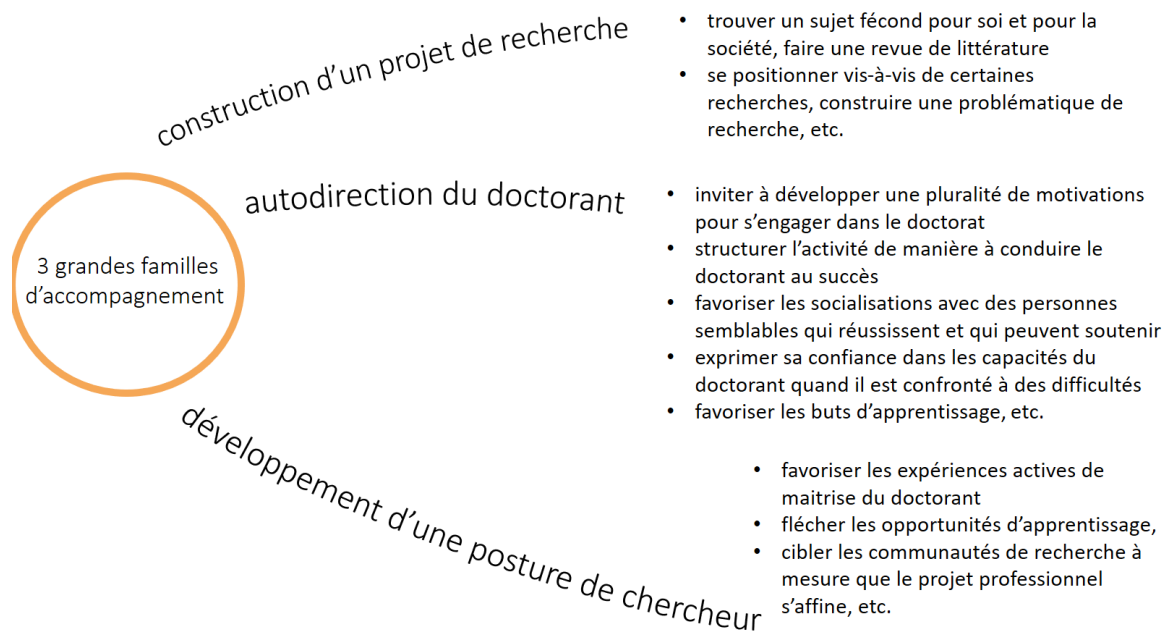 3 grandes familles
d’accompagnement
construction d’un projet de recherche
• trouver un sujet fécond pour soi et pour la
société, faire une revue de littérature
• se positionner vis-à-vis de certaines
recherches, construire une problématique de
recherche, etc.
autodirection du doctorant
• inviter à développer une pluralité de motivations
pour s’engager dans le doctorat
• structurer l’activité de manière à conduire le
doctorant au succès
• favoriser les socialisations avec des personnes
semblables qui réussissent et qui peuvent soutenir
• exprimer sa confiance dans les capacités du
doctorant quand il est confronté à des difficultés
• favoriser les buts d’apprentissage, etc.
développement d’une posture de chercheur
• favoriser les expériences actives de
maitrise du doctorant
• flécher les opportunités d’apprentissage,
• cibler les communautés de recherche à
mesure que le projet professionnel
s’affine, etc.